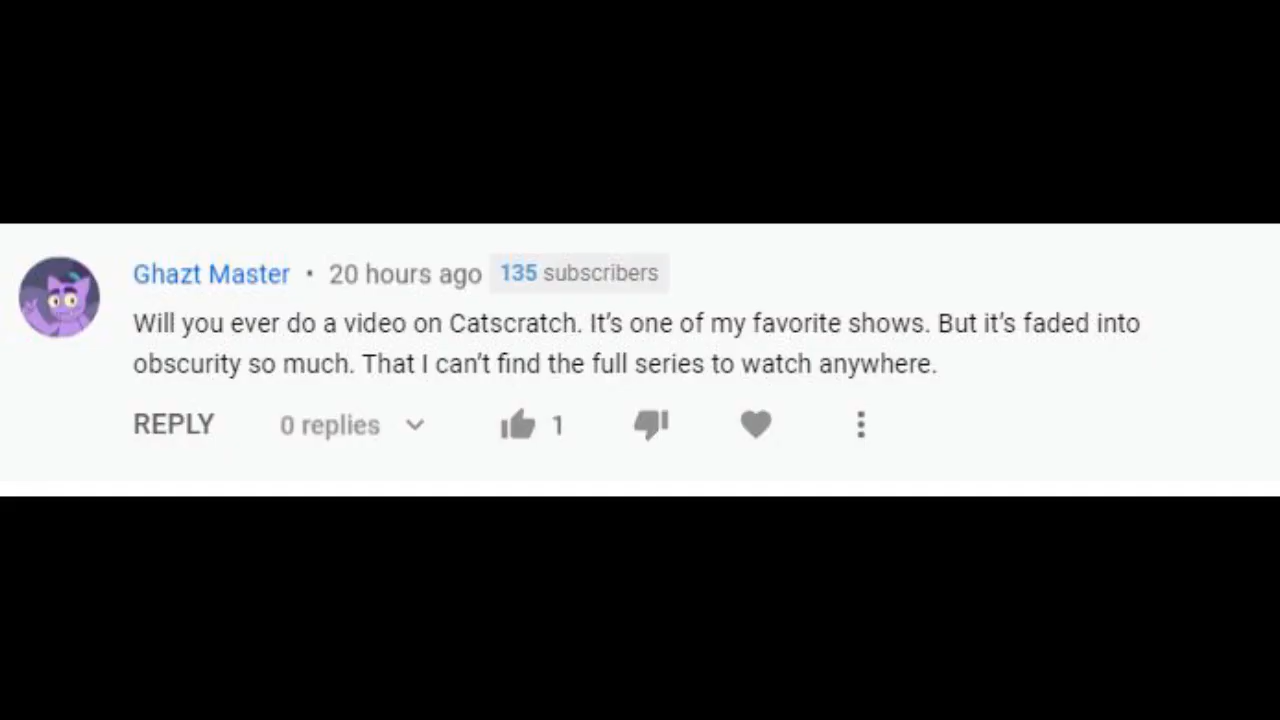 Ghazt Master • 20 hours ago 135 subscribers
Will you ever do a video on Catscratch. It’s one of my favorite shows. But it’s faded into
obscurity so much. That I can’t find the full series to watch anywhere.
REPLY 0 replies 1